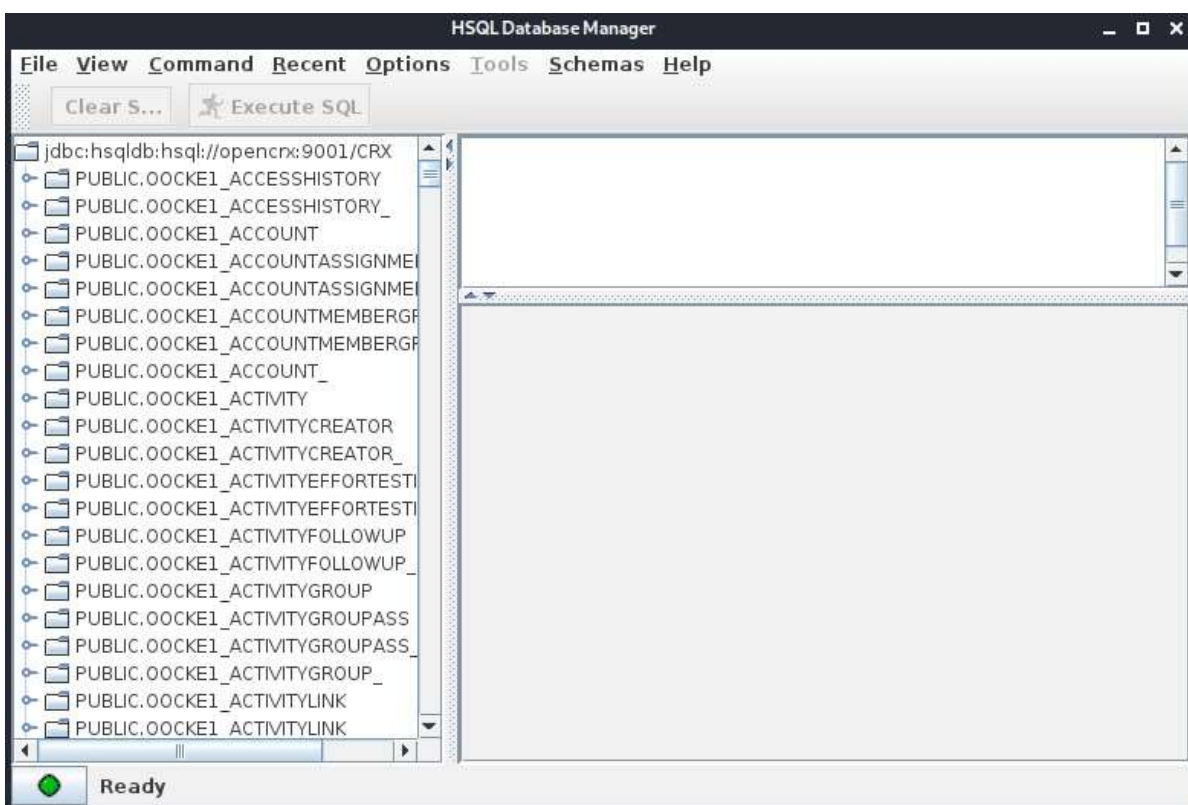 HSQL Database Manager
File View Command Recent Options Tools Schemas Help
Clear S... Execute SQL
jdbc:hsqldb:hsql://opencrx:9001/CRX
PUBLIC.OOCKE1_ACCESSHISTORY
PUBLIC.OOCKE1_ACCESSHISTORY_
PUBLIC.OOCKE1_ACCOUNT
PUBLIC.OOCKE1_ACCOUNTASSIGNME
PUBLIC.OOCKE1_ACCOUNTASSIGNME
PUBLIC.OOCKE1_ACCOUNTMEMBERGF
PUBLIC.OOCKE1_ACCOUNTMEMBERGF
PUBLIC.OOCKE1_ACCOUNT_
PUBLIC.OOCKE1_ACTIVITY
PUBLIC.OOCKE1_ACTIVITYCREATOR
PUBLIC.OOCKE1_ACTIVITYCREATOR_
PUBLIC.OOCKE1_ACTIVITYEFFORTESTI
PUBLIC.OOCKE1_ACTIVITYEFFORTESTI
PUBLIC.OOCKE1_ACTIVITYFOLLOWUP
PUBLIC.OOCKE1_ACTIVITYFOLLOWUP_
PUBLIC.OOCKE1_ACTIVITYGROUP
PUBLIC.OOCKE1_ACTIVITYGROUPASS
PUBLIC.OOCKE1_ACTIVITYGROUPASS_
PUBLIC.OOCKE1_ACTIVITYGROUP_
PUBLIC.OOCKE1_ACTIVITYLINK
PUBLIC.OOCKE1_ACTIVITYLINK
Ready